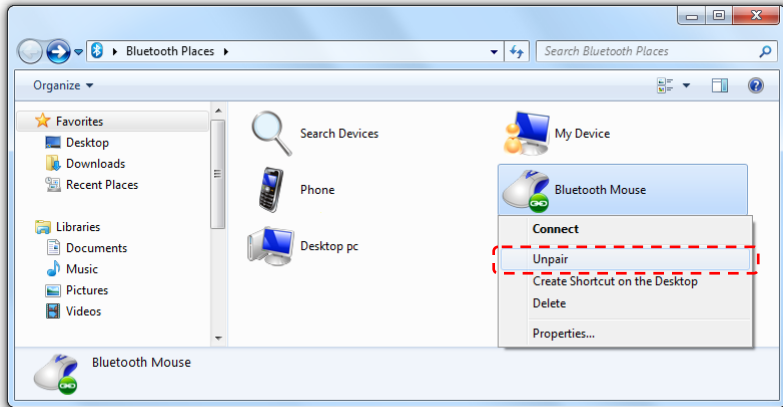 Bluetooth Places
Search Bluetooth Places
Organize
Favorites
Desktop
Downloads
Recent Places
Libraries
Documents
Music
Pictures
Videos
Search Devices
My Device
Phone
Bluetooth Mouse
Desktop pc
Connect
Unpair
Create Shortcut on the Desktop
Delete
Properties...
Bluetooth Mouse